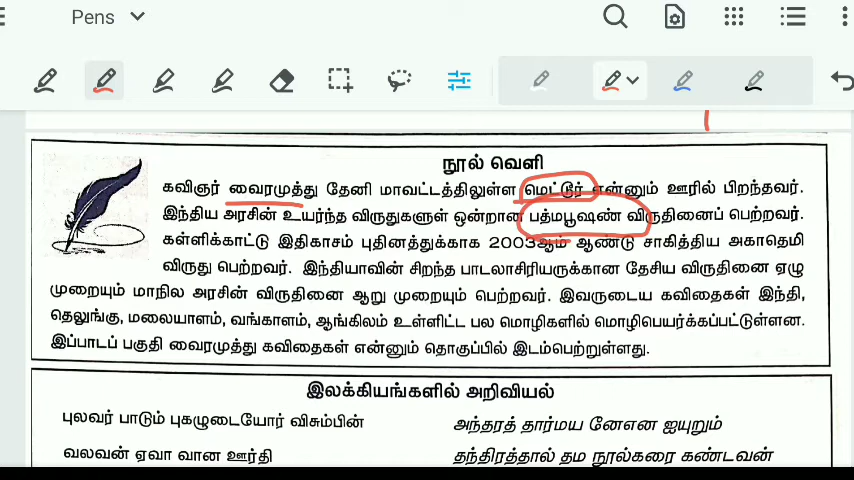 Pens
நூல் வெளி
கவிஞர் வைரமுத்து தேனி மாவட்டத்திலுள்ள மெட்டூர் என்னும் ஊரில் பிறந்தவர்.
இந்திய அரசின் உயர்ந்த விருதுகளுள் ஒன்றான பத்மபூஷண் விருதினைப் பெற்றவர்.
கள்ளிக்காட்டு இதிகாசம் புதினத்துக்காக 2003ஆம் ஆண்டு சாகித்திய அகாதெமி
விருது பெற்றவர். இந்தியாவின் சிறந்த பாடலாசிரியருக்கான தேசிய விருதினை ஏழு
முறையும் மாநில அரசின் விருதினை ஆறு முறையும் பெற்றவர். இவருடைய கவிதைகள் இந்தி,
தெலுங்கு, மலையாளம், வங்காளம், ஆங்கிலம் உள்ளிட்ட பல மொழிகளில் மொழிபெயர்க்கப்பட்டுள்ளன.
இப்பாடப் பகுதி வைரமுத்து கவிதைகள் என்னும் தொகுப்பில் இடம்பெற்றுள்ளது.
இலக்கியங்களில் அறிவியல்
புலவர் பாடும் புகழுடையோர் விசும்பின் அந்தரத் தார்மய னேஎன ஐயுறும்
வலவன் ஏவா வான ஊர்தி தந்திரத்தால் தம நூல்கரை கண்டவன்